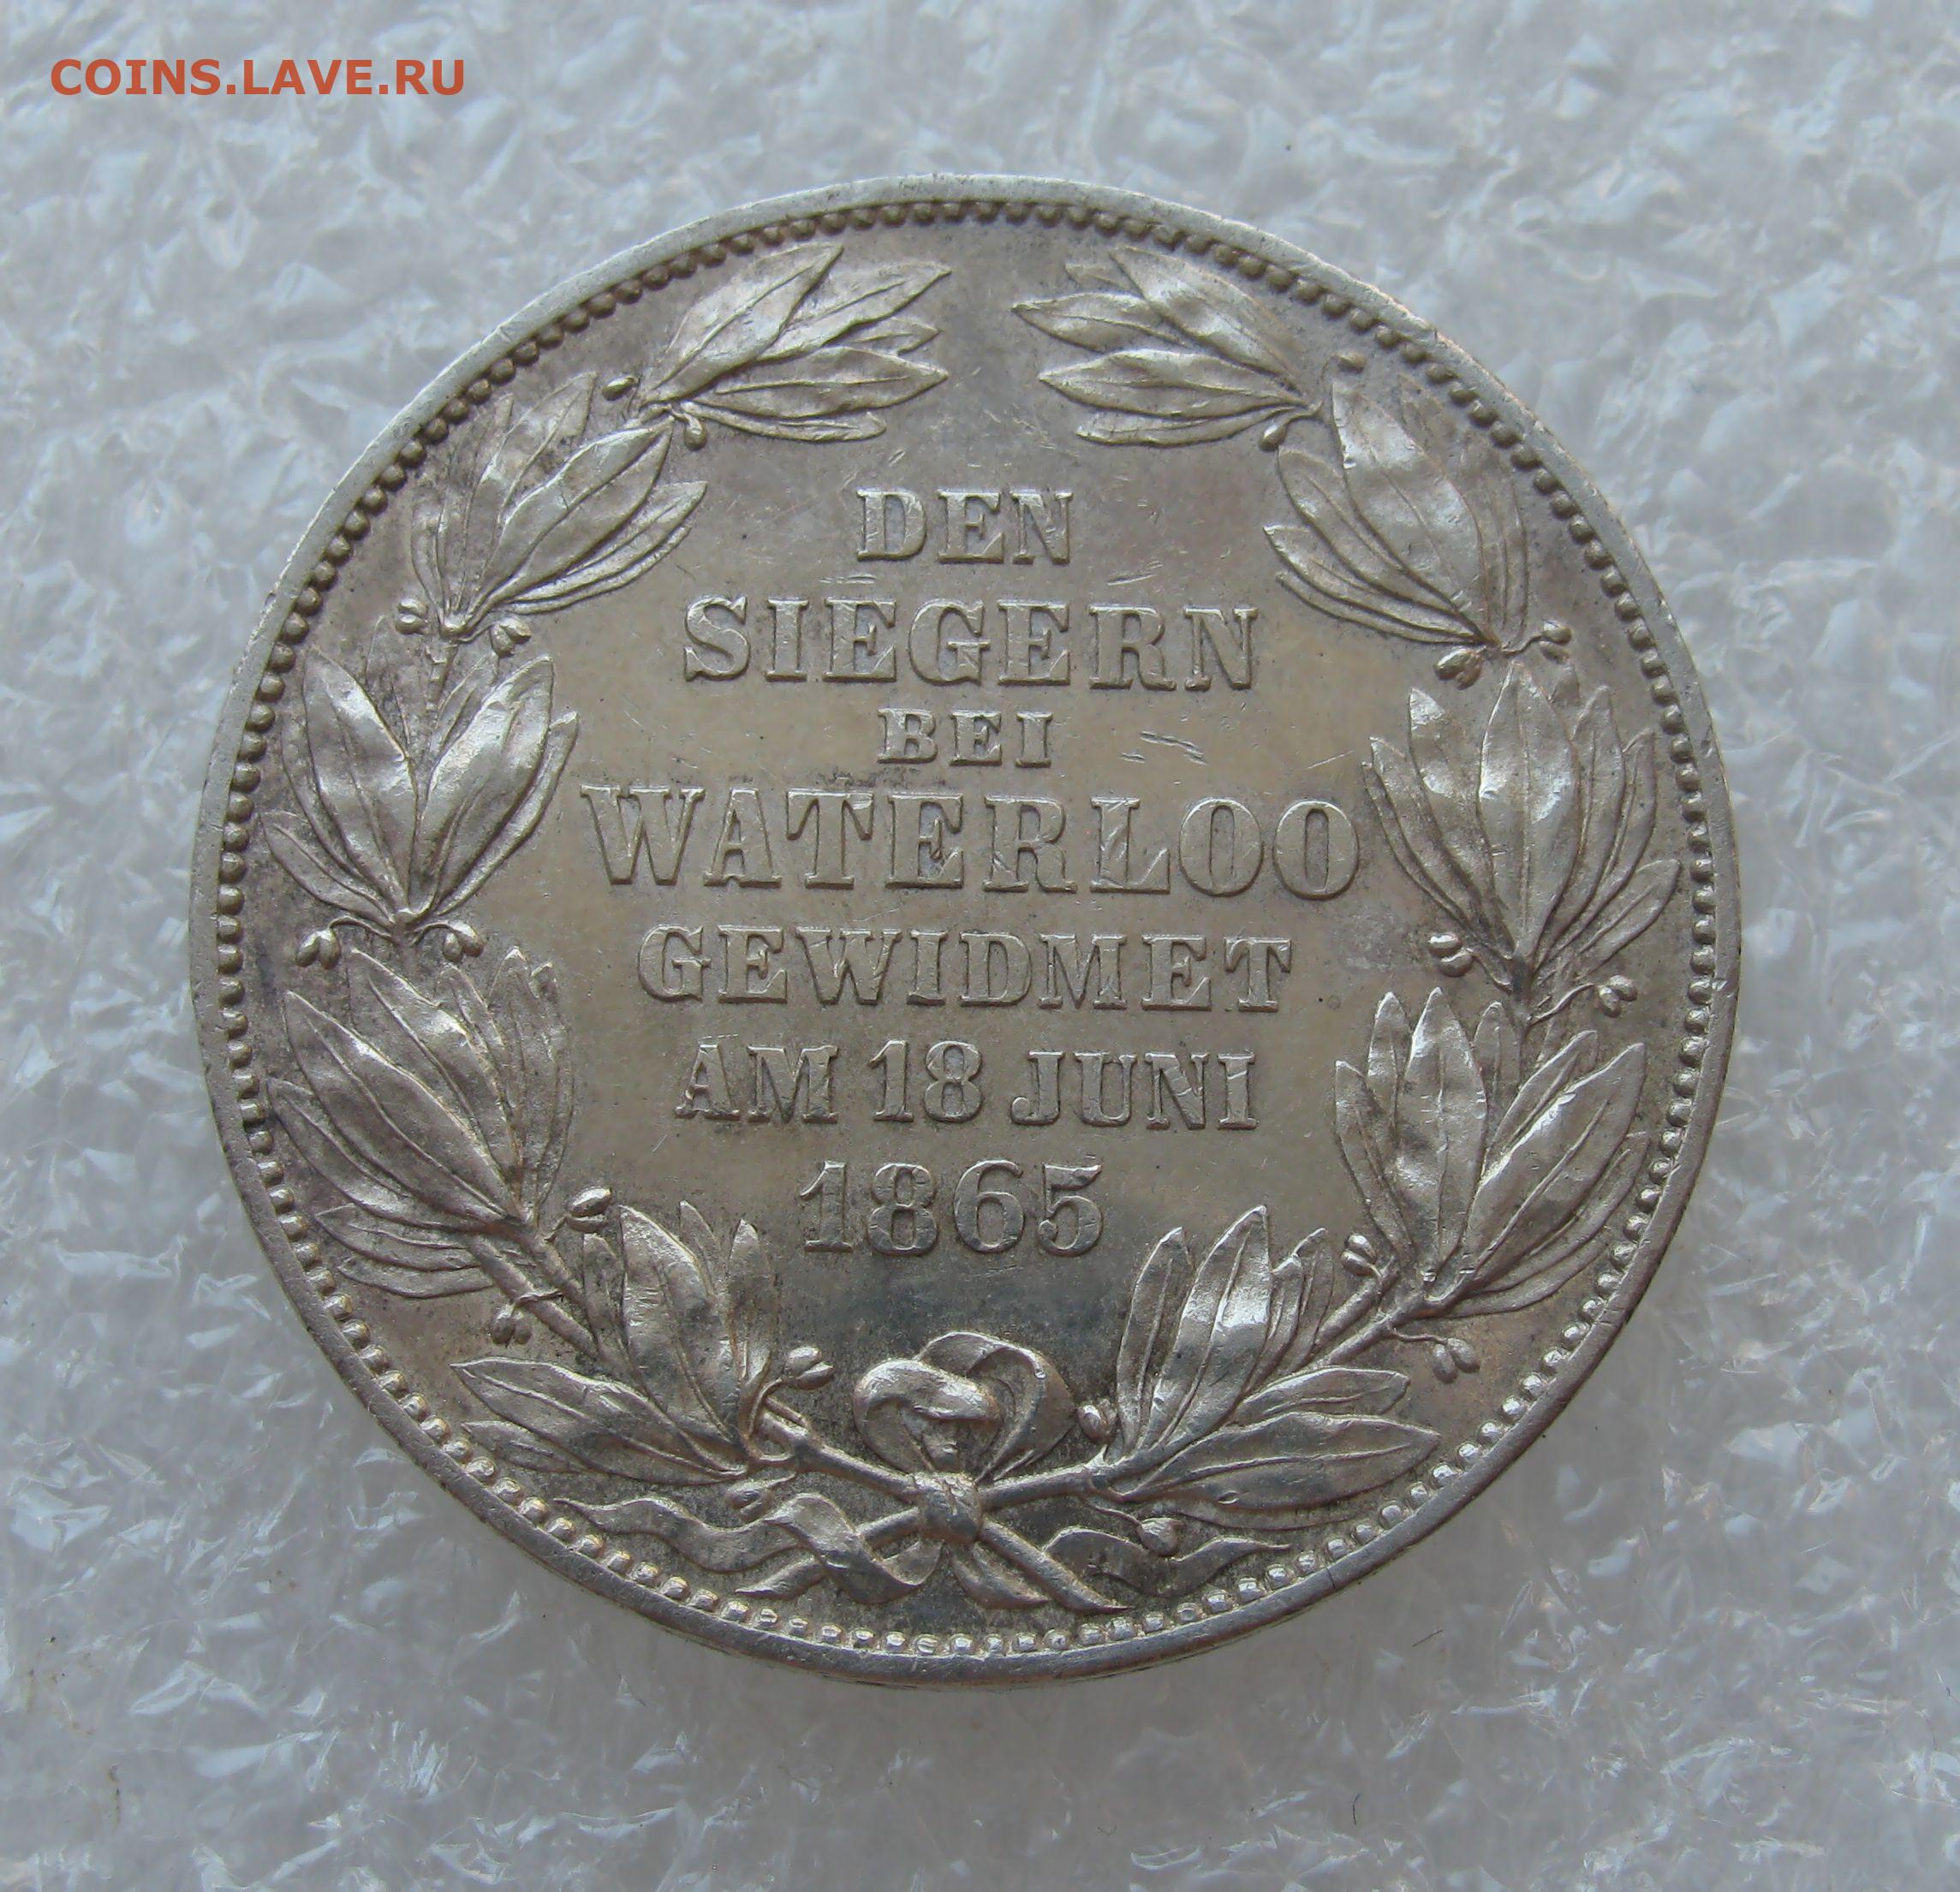 COINS.LAVE.RU
DEN
SIEGERN
BEI
WATERLOO
GEWIDMET
AM 18 JUNI
1865